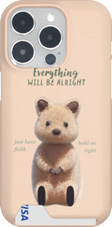 Everything
WILL BE ALRIGHT
just have hold on
faith tight
VISA